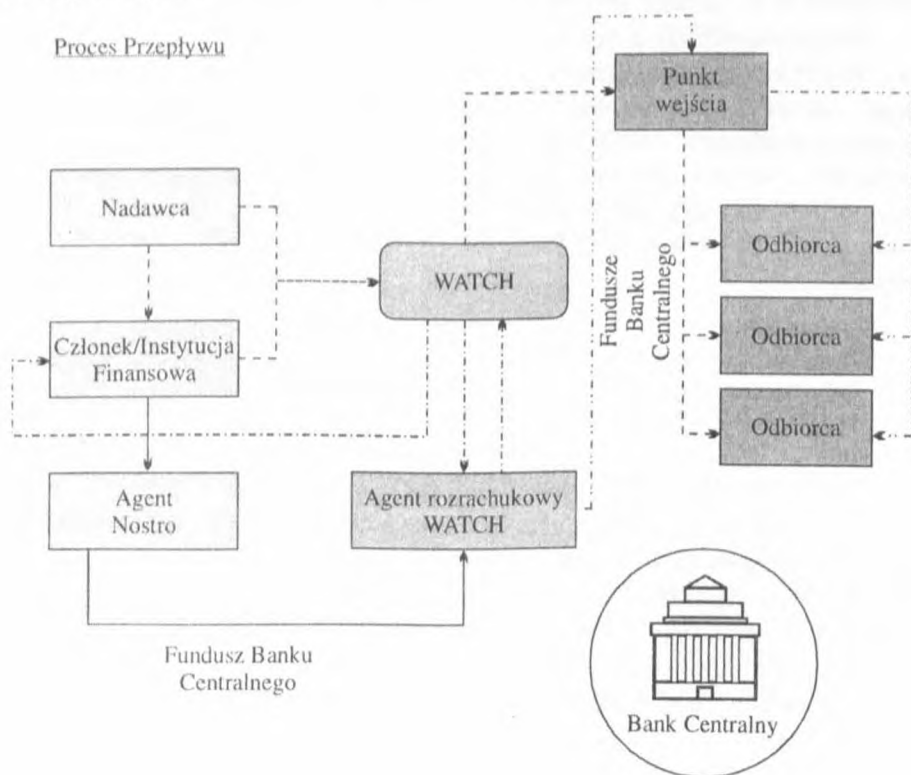 Proces Przepływu
Punkt
wejścia
Nadawca
WATCH
Odbiorca
Fundusze
Banku
Centralnego
Odbiorca
Członek/Instytucja
Finansowa
Odbiorca
Agent
Nostro
Agent rozrachukowy
WATCH
Fundusz Banku
Centralnego
Bank Centralny